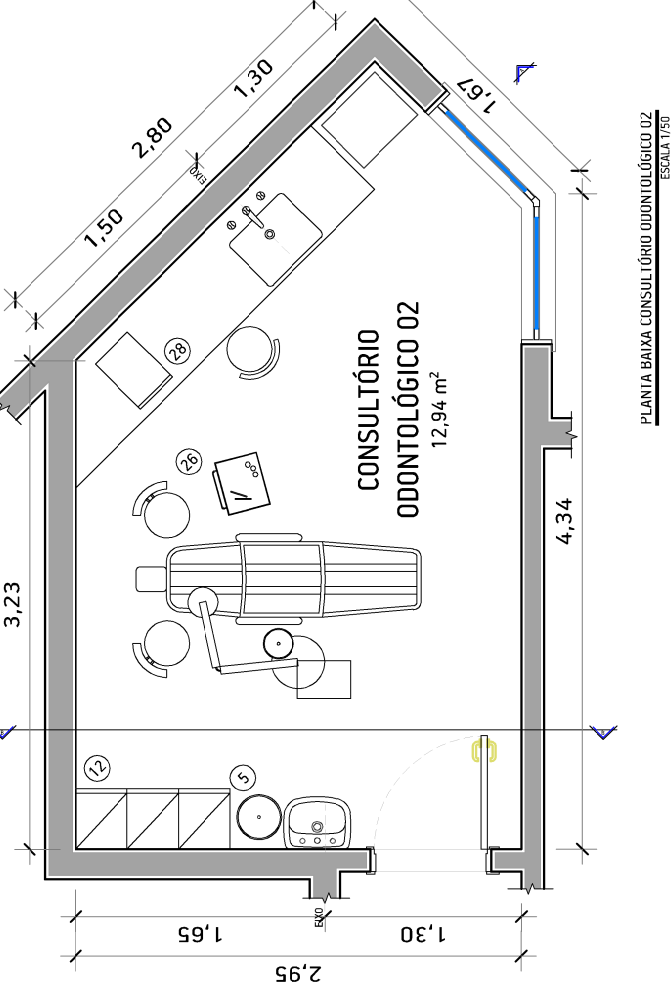 1,30
2,80
1,50
EIXO
1,67
PLANTA BAIXA CONSULTÓRIO ODONTOLÓGICO 02
ESCALA 1/50
28
CONSULTÓRIO
ODONTOLÓGICO 02
12,94 m²
26
4,34
3,23
12
5
EIXO
1,65
1,30
2,95